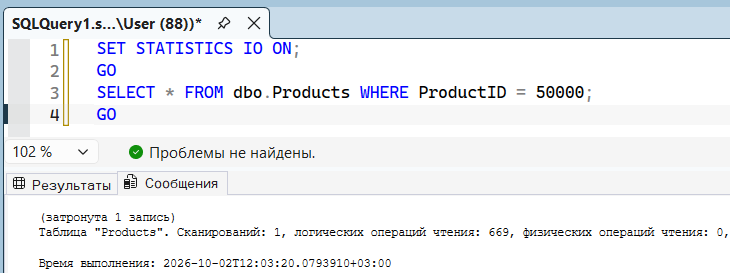 SQLQuery1.s...\User (88))*
1 SET STATISTICS IO ON;
2 GO
3 SELECT * FROM dbo.Products WHERE ProductID = 50000;
4 GO
102 % Проблемы не найдены.
Результаты Сообщения
(затронута 1 запись)
Таблица "Products". Сканирований: 1, логических операций чтения: 669, физических операций чтения: 0,
Время выполнения: 2026-10-02T12:03:20.0793910+03:00